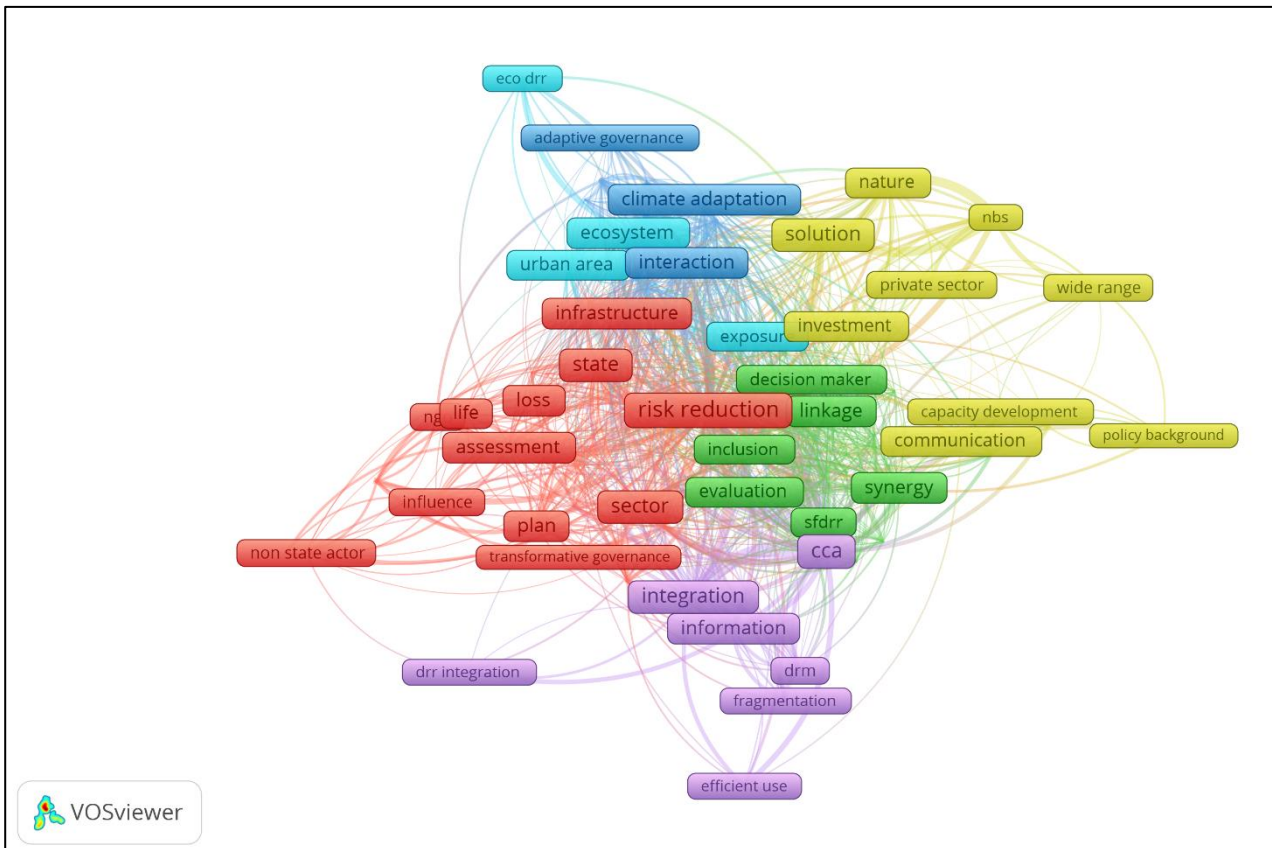 eco drr
adaptive governance
climate adaptation
nature
nbs
ecosystem
solution
urban area
interaction
private sector
wide range
infrastructure
exposure
investment
state
decision maker
loss
life
ng
risk reduction
linkage
capacity development
policy background
assessment
inclusion
communication
influence
evaluation
synergy
sector
plan
sfdrr
non state actor
transformative governance
cca
integration
information
drr integration
drm
fragmentation
efficient use
VOSviewer